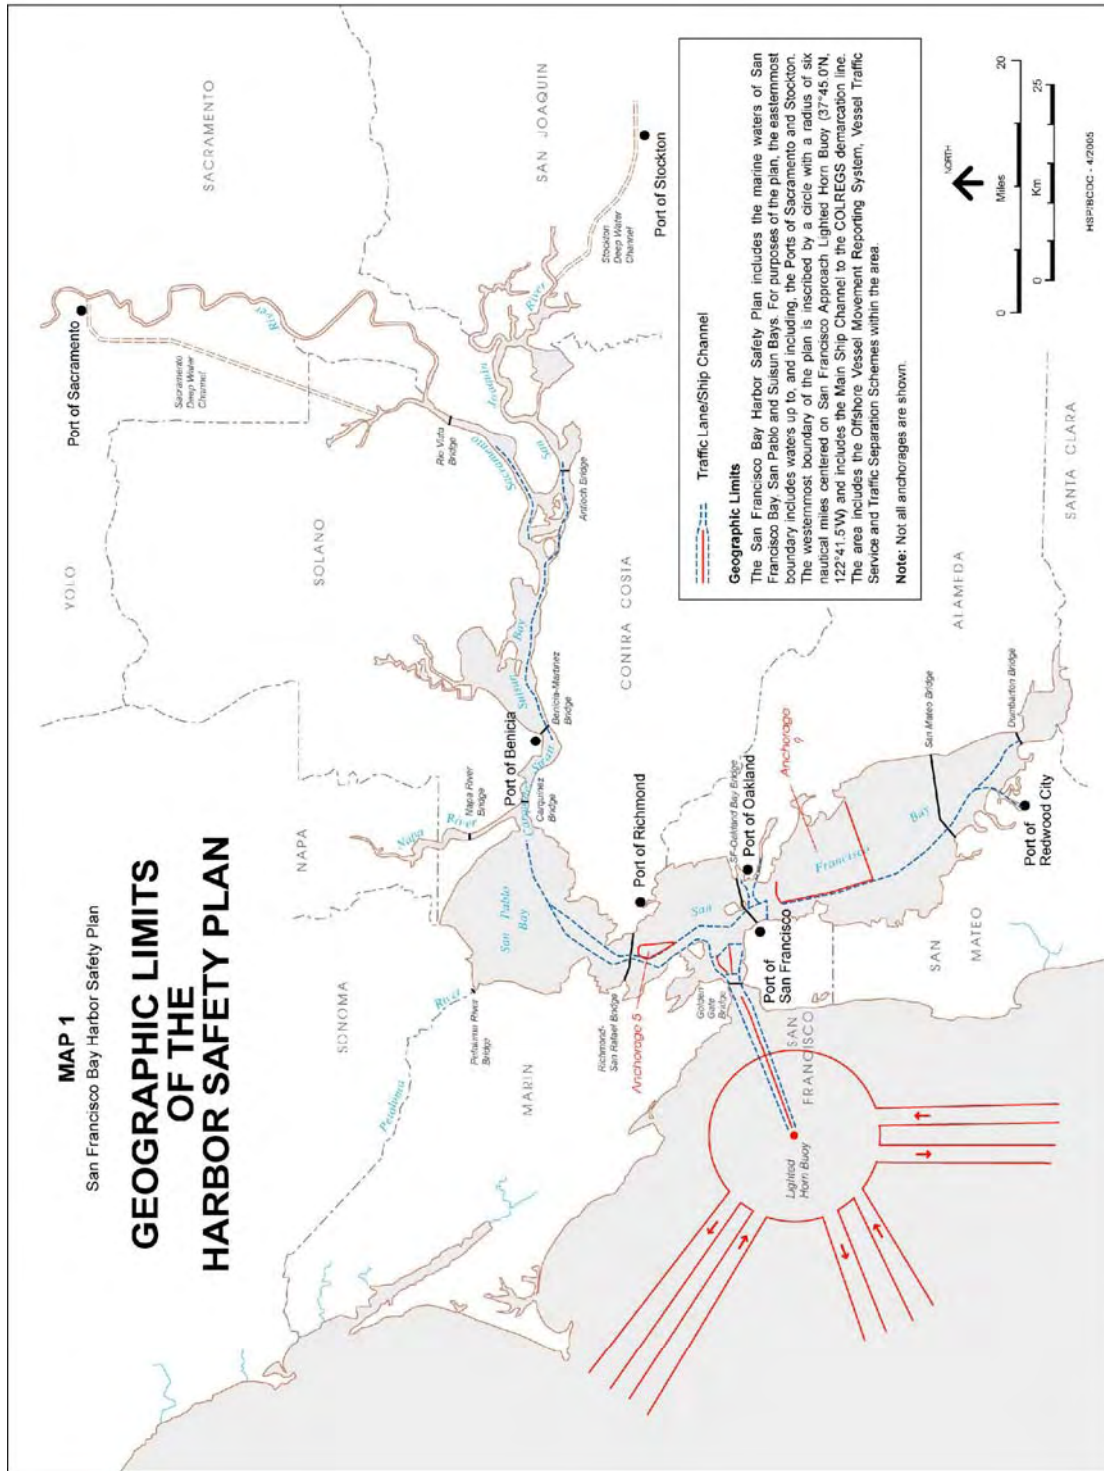 MAP 1
San Francisco Bay Harbor Safety Plan
GEOGRAPHIC LIMITS
OF THE
HARBOR SAFETY PLAN
YOLO
SACRAMENTO
Port of Sacramento
River
Sacramento
Deep Water
Channel
SOLANO
NAPA
SONOMA
SAN JOAQUIN
Port of Stockton
Stockton
Deep Water
Channel
River
Joaquin
San
Rio Vista
Bridge
Sacramento
Antioch Bridge
Napa
River
Napa River
Bridge
Petaluma
River
Petaluma River
Bridge
San Pablo
Bay
Carquinez
Bridge
Strait
Port of Benicia
Benicia-Martinez
Bridge
Suisun
Bay
CONTRA COSTA
MARIN
Richmond-
San Rafael Bridge
Port of Richmond
Anchorage 5
Golden
Gate
Bridge
San
SF-Oakland Bay Bridge
Port of Oakland
Port of
San Francisco
SAN
FRANCISCO
Anchorage
9
Francisco
Bay
San Mateo Bridge
Dumbarton Bridge
Port of
Redwood City
SAN
MATEO
ALAMEDA
SANTA CLARA
Lighted
Horn Buoy
Traffic Lane/Ship Channel
Geographic Limits
The San Francisco Bay Harbor Safety Plan includes the marine waters of San
Francisco Bay, San Pablo and Suisun Bays. For purposes of the plan, the easternmost
boundary includes waters up to, and including, the Ports of Sacramento and Stockton.
The westernmost boundary of the plan is inscribed by a circle with a radius of six
nautical miles centered on San Francisco Approach Lighted Horn Buoy (37°45.0'N,
122°41.5'W) and includes the Main Ship Channel to the COLREGS demarcation line.
The area includes the Offshore Vessel Movement Reporting System, Vessel Traffic
Service and Traffic Separation Schemes within the area.
Note: Not all anchorages are shown.
NORTH
0 Miles 20
0 Km 25
HSP/BCDC - 4/2005